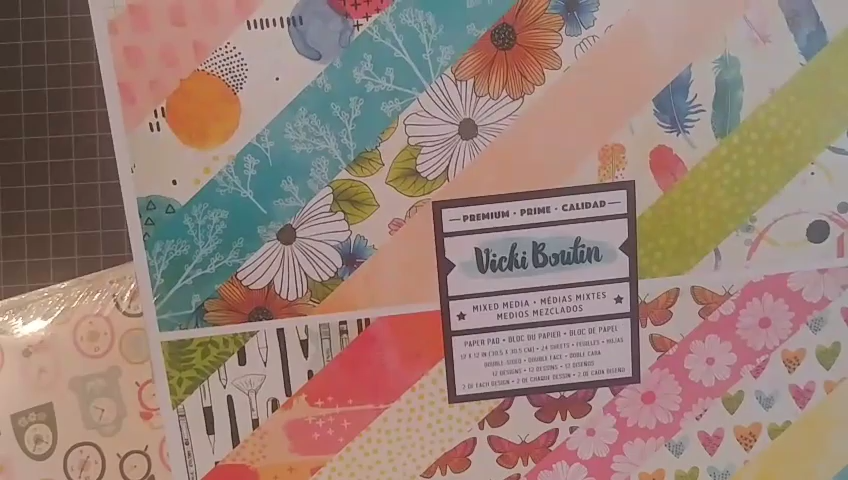 PREMIUM • PRIME • CALIDAD
Vicki Boutin
MIXED MEDIA • MÉDIAS MIXTES
MEDIOS MEZCLADOS
PAPER PAD • BLOC DU PAPIER • BLOC DE PAPEL
12 X 12 IN (30.5 X 30.5 CM) • 24 SHEETS • FEUILLES • HOJAS
DOUBLE-SIDED • DOUBLE FACE • DOBLE CARA
12 DESIGNS • 12 DESSINS • 12 DISEÑOS
2 OF EACH DESIGN • 2 DE CHAQUE DESSIN • 2 DE CADA DISEÑO